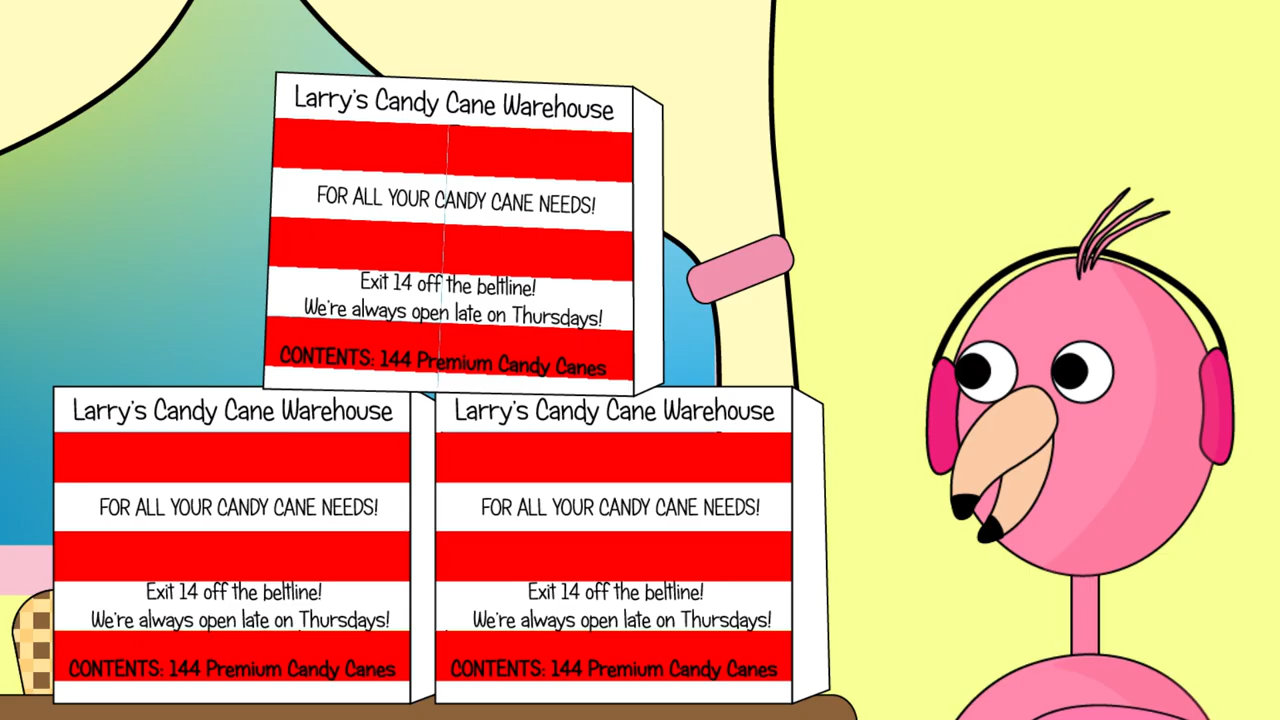 Larry's Candy Cane Warehouse
FOR ALL YOUR CANDY CANE NEEDS!
Exit 14 off the beltline!
We're always open late on Thursdays!
CONTENTS: 144 Premium Candy Canes
Larry's Candy Cane Warehouse
FOR ALL YOUR CANDY CANE NEEDS!
Exit 14 off the beltline!
We're always open late on Thursdays!
CONTENTS: 144 Premium Candy Canes
Larry's Candy Cane Warehouse
FOR ALL YOUR CANDY CANE NEEDS!
Exit 14 off the beltline!
We're always open late on Thursdays!
CONTENTS: 144 Premium Candy Canes